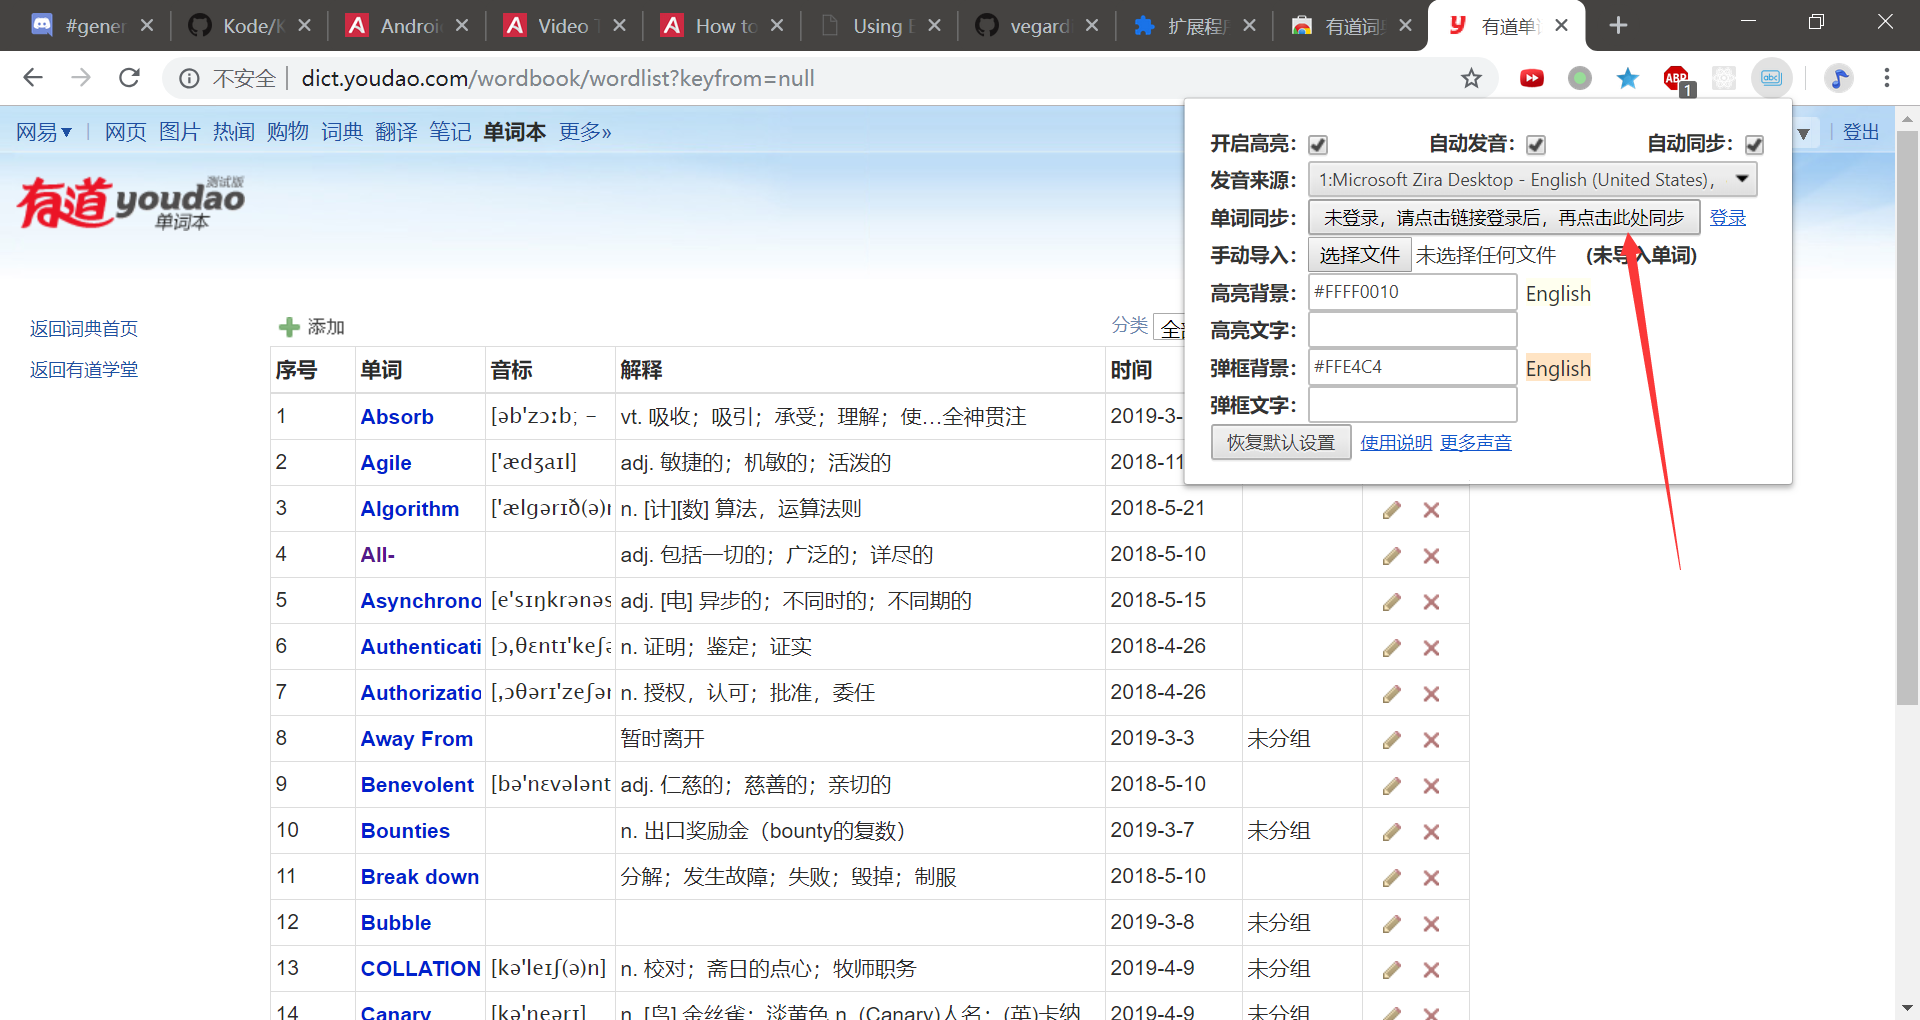 #gener
Kode/K
Androi
Video T
How to
Using E
vegardi
扩展程序
有道词典
有道单词
不安全 dict.youdao.com/wordbook/wordlist?keyfrom=null
ABP 1
abc
网易▼ 网页 图片 热闻 购物 词典 翻译 笔记 单词本 更多» 登出
有道youdao 测试版
单词本
开启高亮： 自动发音： 自动同步：
发音来源： 1:Microsoft Zira Desktop - English (United States),
单词同步： 未登录，请点击链接登录后，再点击此处同步 登录
手动导入： 选择文件 未选择任何文件 (未导入单词)
高亮背景： #FFFF0010 English
高亮文字：
弹框背景： #FFE4C4 English
弹框文字：
恢复默认设置 使用说明 更多声音
返回词典首页
返回有道学堂
添加 分类 全部
序号 单词 音标 解释 时间
1 Absorb [əb'zɔːb; – vt. 吸收；吸引；承受；理解；使…全神贯注 2019-3-
2 Agile ['ædʒaɪl] adj. 敏捷的；机敏的；活泼的 2018-11
3 Algorithm ['ælɡərɪð(ə)r n. [计][数] 算法，运算法则 2018-5-21
4 All- adj. 包括一切的；广泛的；详尽的 2018-5-10
5 Asynchrono [e'sɪŋkrənəs adj. [电] 异步的；不同时的；不同期的 2018-5-15
6 Authenticati [ɔ,θɛntɪ'keʃə n. 证明；鉴定；证实 2018-4-26
7 Authorizatio [,ɔθərɪ'zeʃər n. 授权，认可；批准，委任 2018-4-26
8 Away From 暂时离开 2019-3-3 未分组
9 Benevolent [bə'nɛvələnt adj. 仁慈的；慈善的；亲切的 2018-5-10
10 Bounties n. 出口奖励金（bounty的复数） 2019-3-7 未分组
11 Break down 分解；发生故障；失败；毁掉；制服 2018-5-10
12 Bubble 2019-3-8 未分组
13 COLLATION [kə'leɪʃ(ə)n] n. 校对；斋日的点心；牧师职务 2019-4-9 未分组
14 Canary [kə'neərɪ] n. [鸟] 金丝雀；淡黄色 n. (Canary)人名；(英)卡纳 2019-4-9 未分组